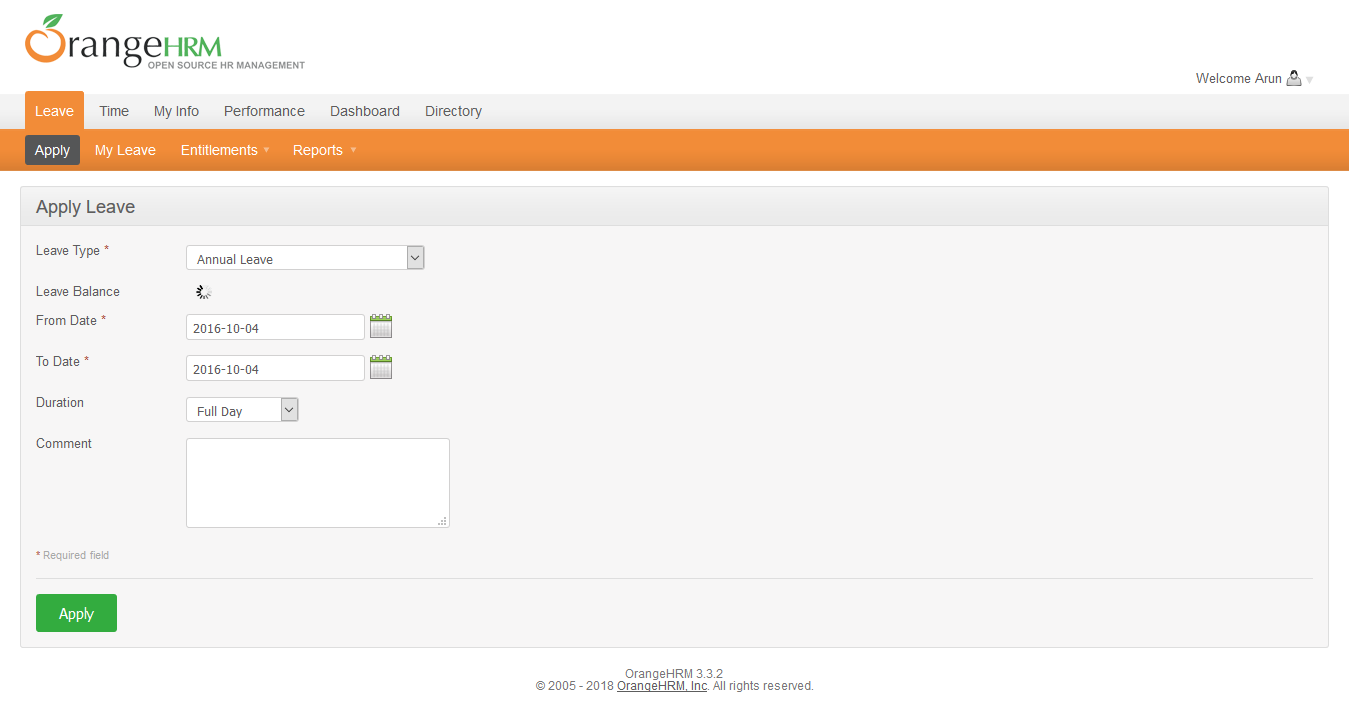 OrangeHRM
OPEN SOURCE HR MANAGEMENT
Welcome Arun
Leave Time My Info Performance Dashboard Directory
Apply My Leave Entitlements Reports
Apply Leave
Leave Type * Annual Leave
Leave Balance
From Date * 2016-10-04
To Date * 2016-10-04
Duration Full Day
Comment
* Required field
Apply
OrangeHRM 3.3.2
© 2005 - 2018 OrangeHRM, Inc. All rights reserved.